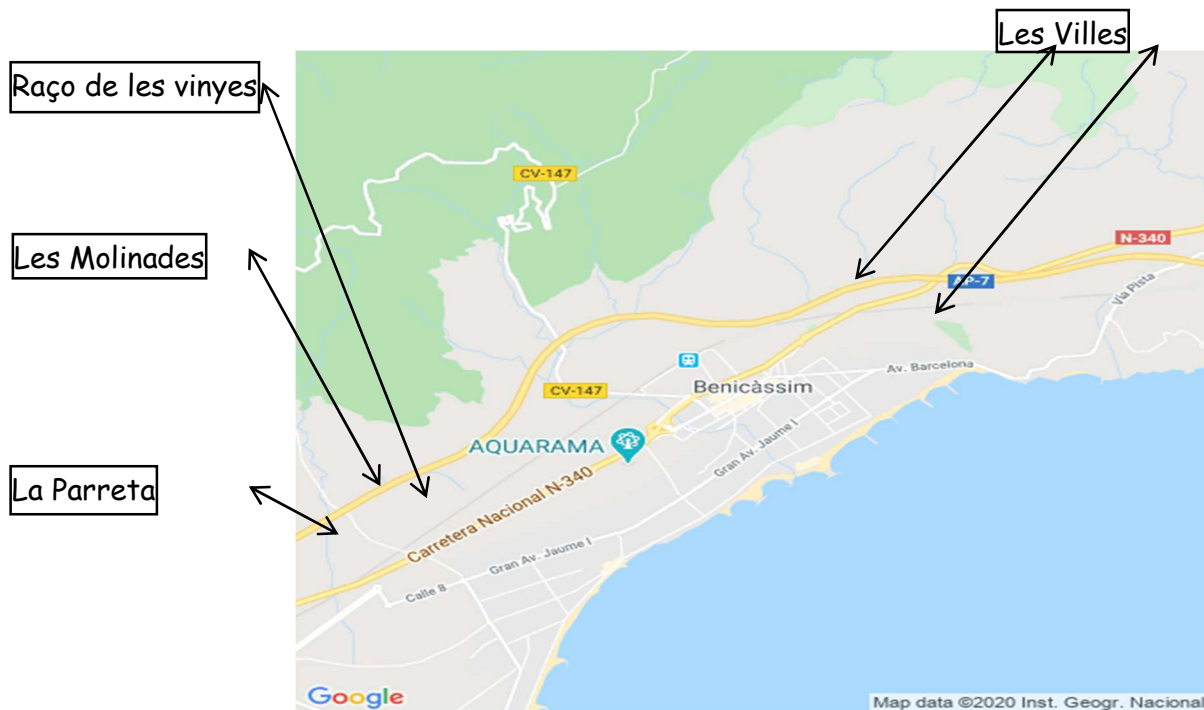 Les Villes
Raço de les vinyes
CV-147
Les Molinades
N-340
AP-7
Via Pista
Av. Barcelona
Benicàssim
CV-147
AQUARAMA
Gran Av. Jaume I
La Parreta
Carretera Nacional N-340
Gran Av. Jaume I
Calle 8
Google
Map data ©2020 Inst. Geogr. Nacional